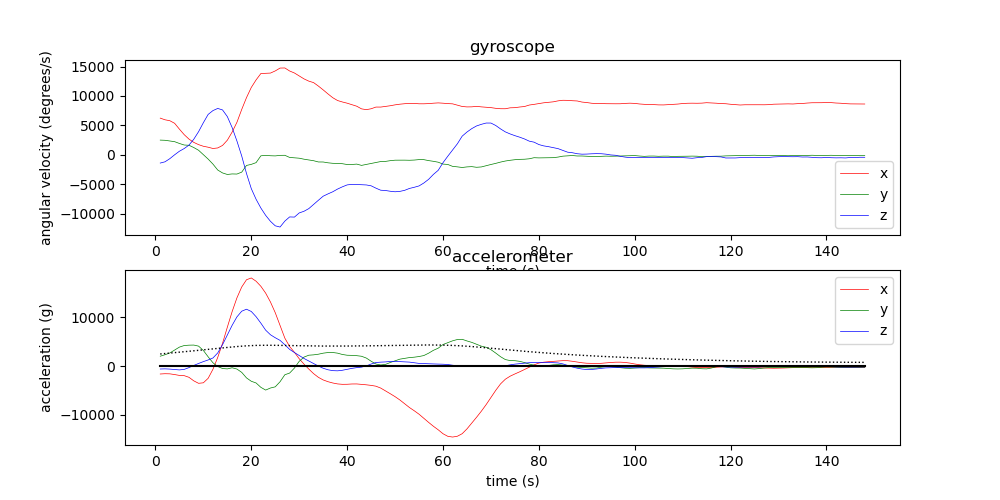 gyroscope
angular velocity (degrees/s)
15000
10000
5000
0
−5000
−10000
x
y
z
0 20 40 60 80 100 120 140
time (s)
accelerometer
acceleration (g)
10000
0
−10000
x
y
z
0 20 40 60 80 100 120 140
time (s)